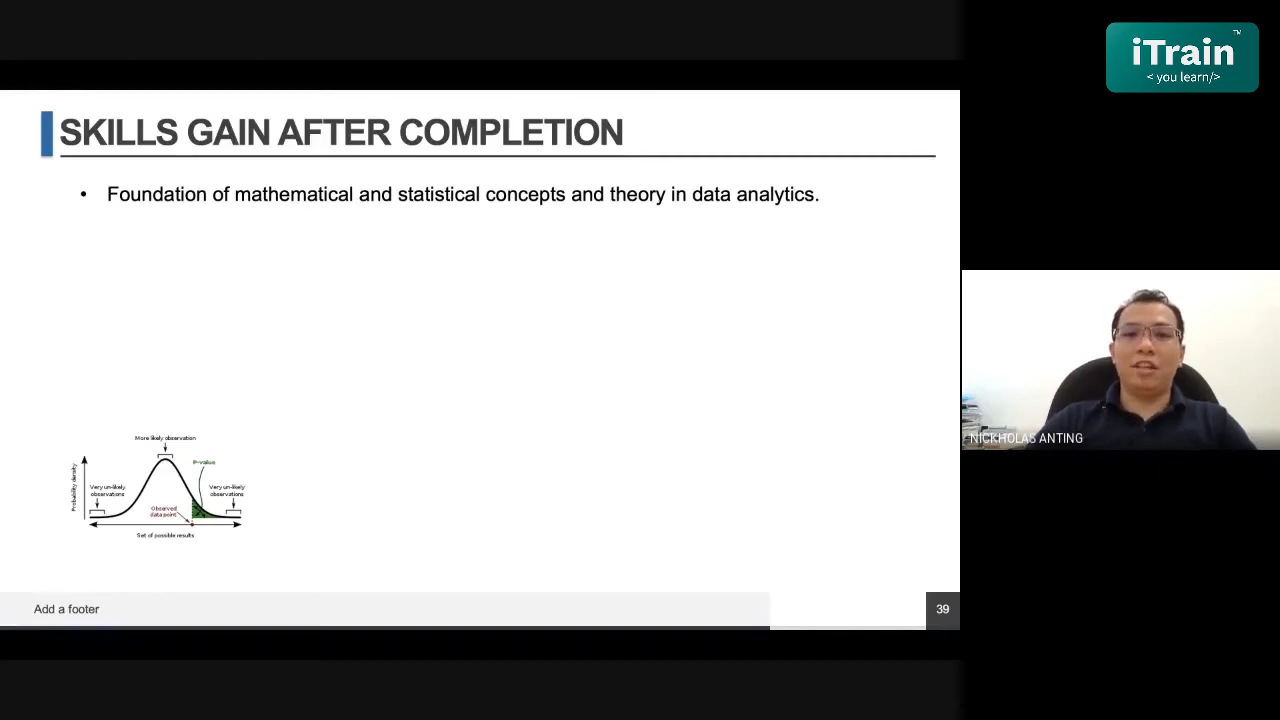 iTrain™
< you learn/>
SKILLS GAIN AFTER COMPLETION
• Foundation of mathematical and statistical concepts and theory in data analytics.
NICKHOLAS ANTING
More likely observation
P-value
Very un-likely
observations
Very un-likely
observations
Probability density
Observed
data point
Set of possible results
Add a footer
39